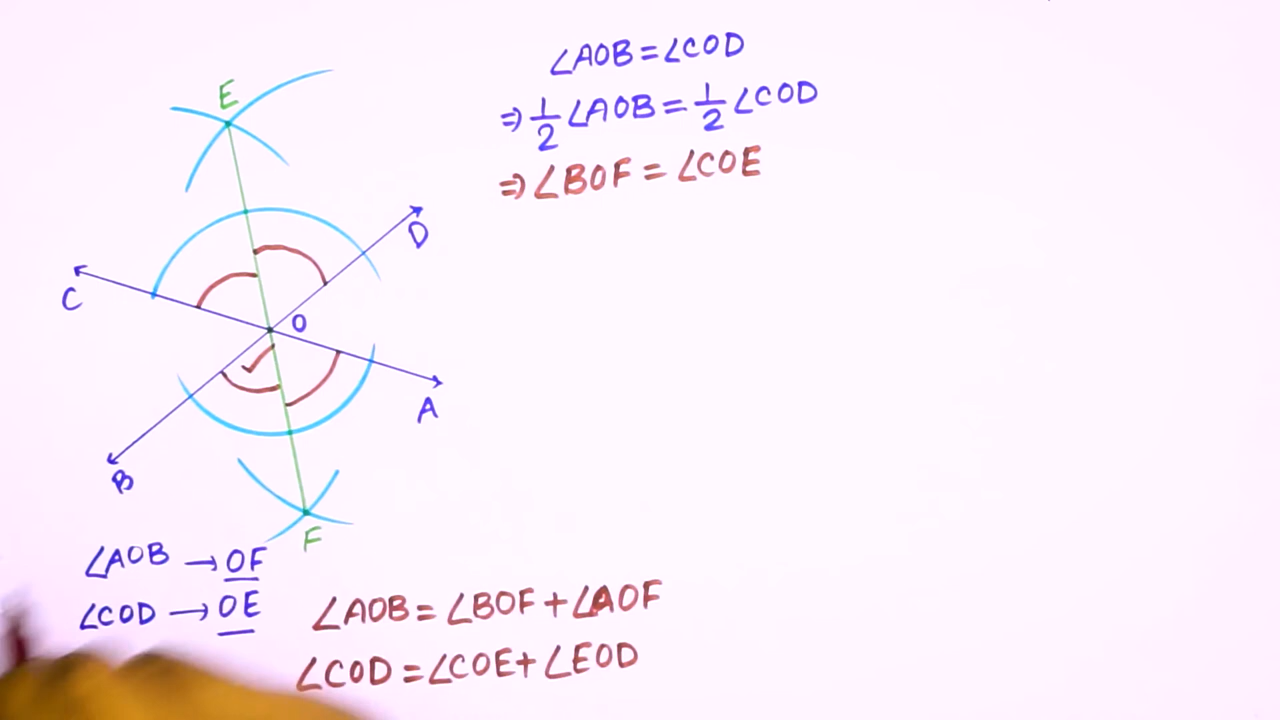 ∠AOB=∠COD
⇒ 1/2 ∠AOB = 1/2 ∠COD
⇒ ∠BOF = ∠COE
E
D
C
O
A
B
F
∠AOB → OF
∠COD → OE
∠AOB = ∠BOF + ∠AOF
∠COD = ∠COE + ∠EOD